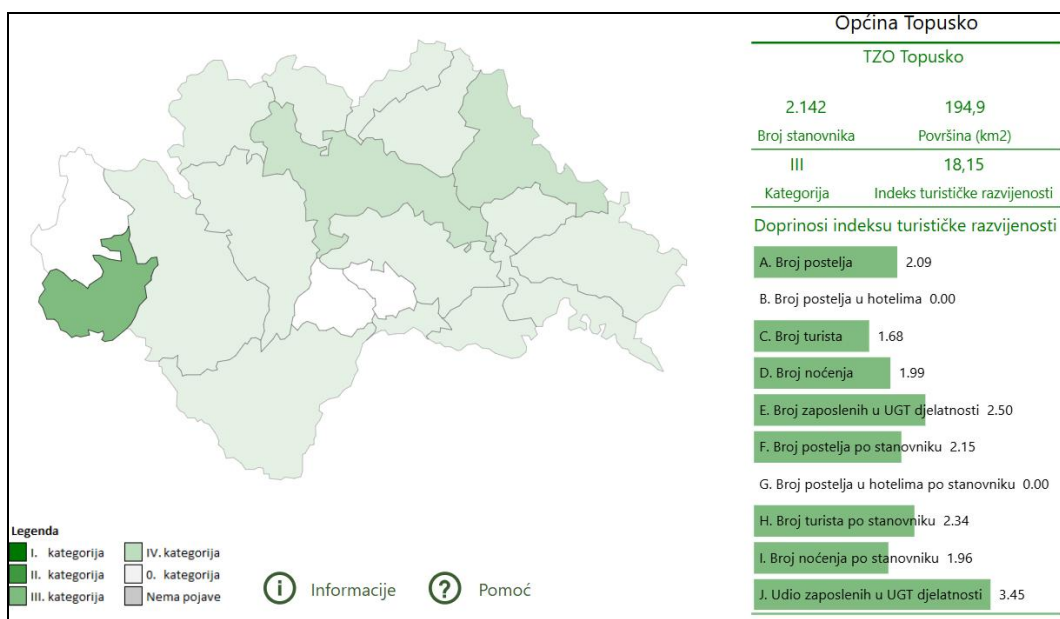 Općina Topusko
TZO Topusko
2.142 194,9
Broj stanovnika Površina (km2)
III 18,15
Kategorija Indeks turističke razvijenosti
Doprinosi indeksu turističke razvijenosti
A. Broj postelja 2.09
B. Broj postelja u hotelima 0.00
C. Broj turista 1.68
D. Broj noćenja 1.99
E. Broj zaposlenih u UGT djelatnosti 2.50
F. Broj postelja po stanovniku 2.15
G. Broj postelja u hotelima po stanovniku 0.00
H. Broj turista po stanovniku 2.34
I. Broj noćenja po stanovniku 1.96
J. Udio zaposlenih u UGT djelatnosti 3.45
Legenda
I. kategorija IV. kategorija
II. kategorija 0. kategorija
III. kategorija Nema pojave
i Informacije ? Pomoć